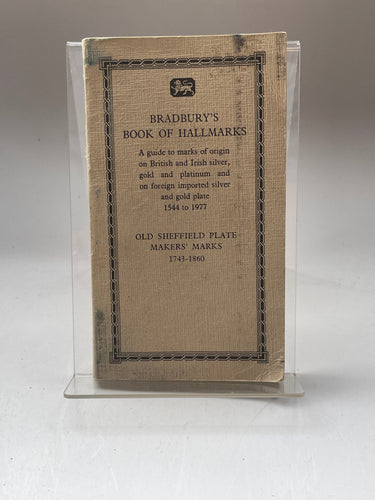 BRADBURY'S
BOOK OF HALLMARKS
A guide to marks of origin
on British and Irish silver,
gold and platinum and
on foreign imported silver
and gold plate
1544 to 1977
OLD SHEFFIELD PLATE
MAKERS' MARKS
1743-1860